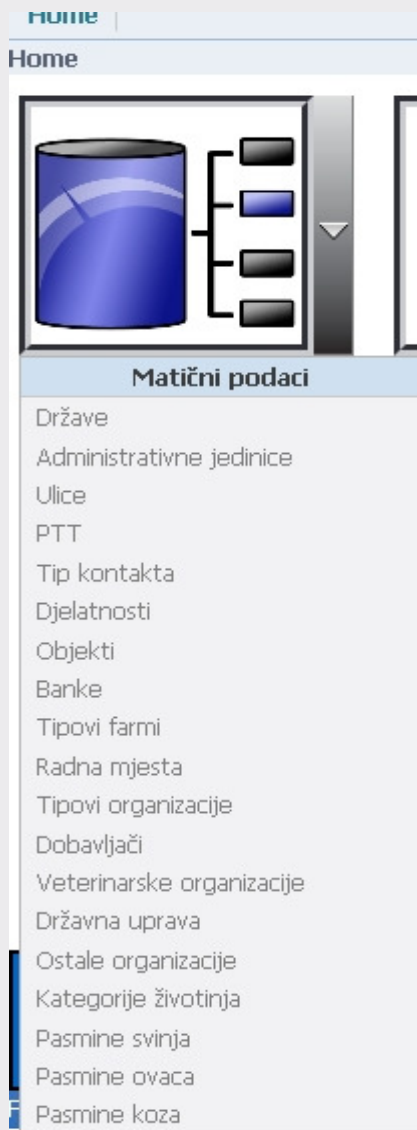 Home
Home
Matični podaci
Države
Administrativne jedinice
Ulice
PTT
Tip kontakta
Djelatnosti
Objekti
Banke
Tipovi farmi
Radna mjesta
Tipovi organizacije
Dobavljači
Veterinarske organizacije
Državna uprava
Ostale organizacije
Kategorije životinja
Pasmine svinja
Pasmine ovaca
Pasmine koza